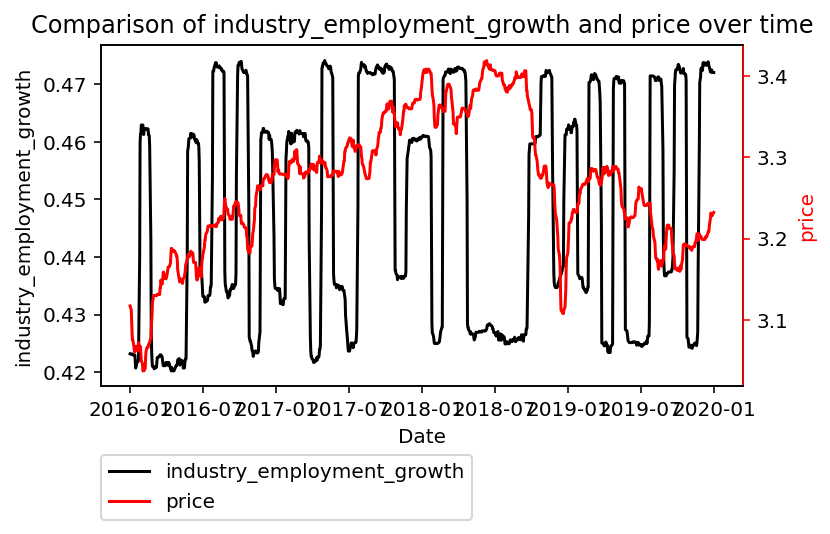 Comparison of industry_employment_growth and price over time
industry_employment_growth
0.47
0.46
0.45
0.44
0.43
0.42
3.4
3.3
3.2
3.1
price
2016-01 2016-07 2017-01 2017-07 2018-01 2018-07 2019-01 2019-07 2020-01
Date
industry_employment_growth
price